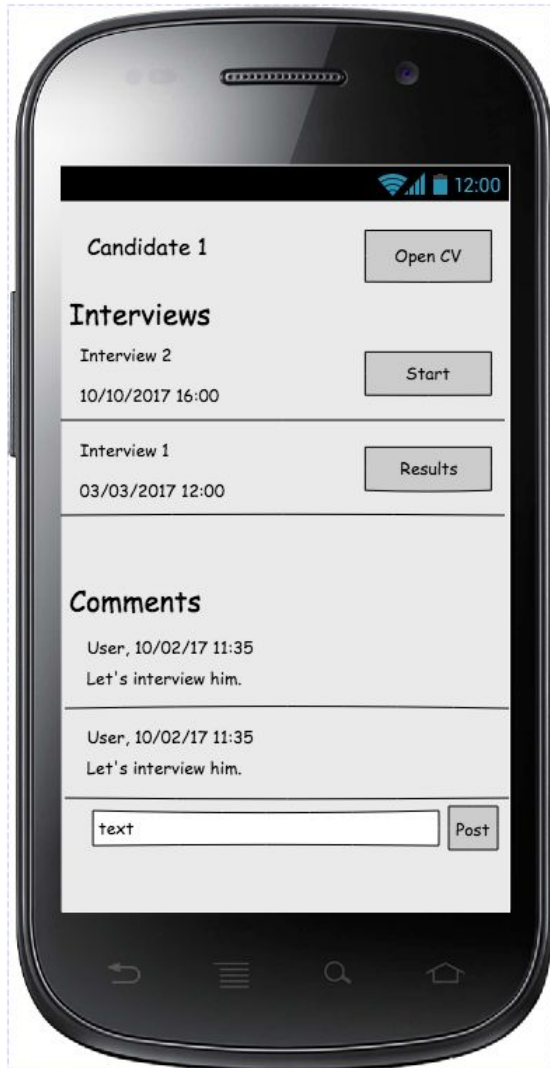 12:00
Candidate 1
Open CV
Interviews
Interview 2
10/10/2017 16:00
Start
Interview 1
03/03/2017 12:00
Results
Comments
User, 10/02/17 11:35
Let's interview him.
User, 10/02/17 11:35
Let's interview him.
text
Post